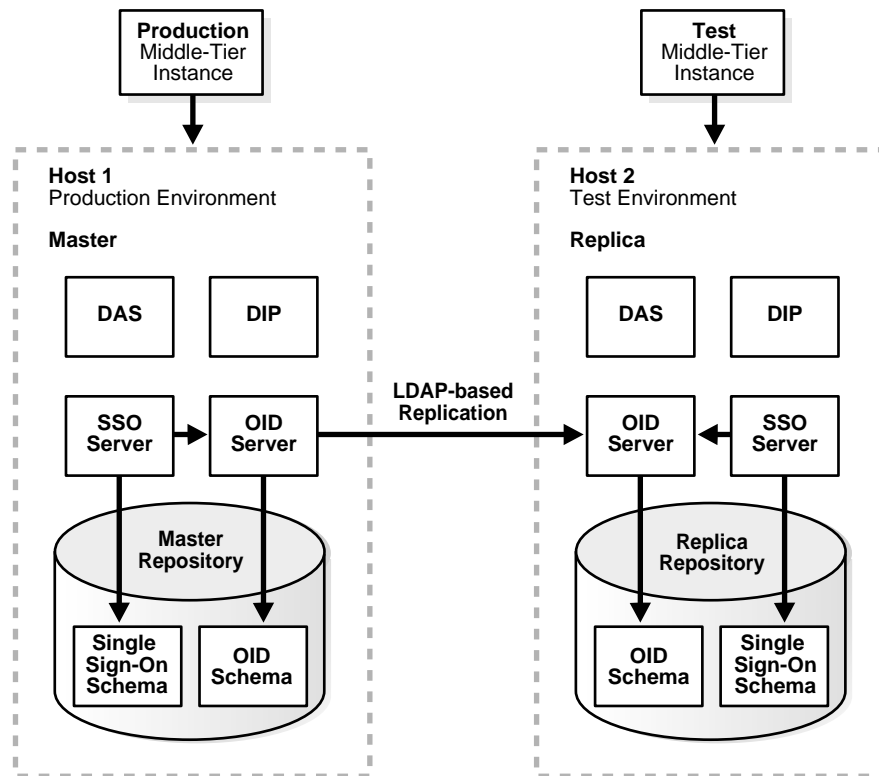 Production
Middle-Tier
Instance
Test
Middle-Tier
Instance
Host 1
Production Environment
Master
DAS
DIP
SSO
Server
OID
Server
Master
Repository
Single
Sign-On
Schema
OID
Schema
LDAP-based
Replication
Host 2
Test Environment
Replica
DAS
DIP
OID
Server
SSO
Server
Replica
Repository
OID
Schema
Single
Sign-On
Schema